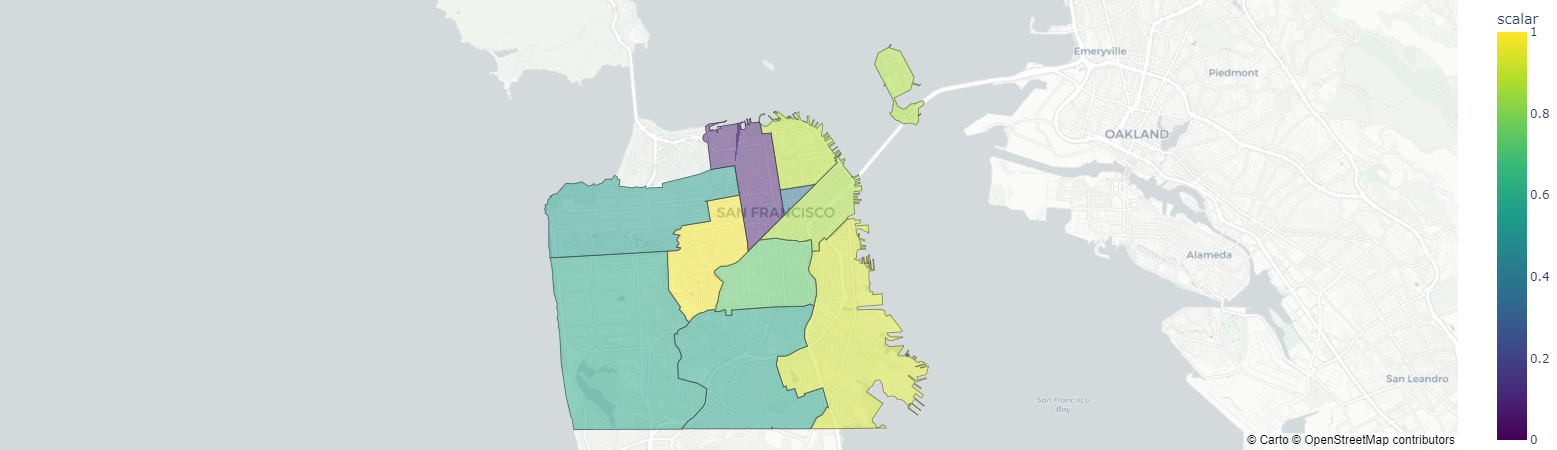 scalar
1
Emeryville
Piedmont
0.8
OAKLAND
0.6
SAN FRANCISCO
Alameda
0.4
0.2
San Leandro
San Francisco
Bay
0
© Carto © OpenStreetMap contributors